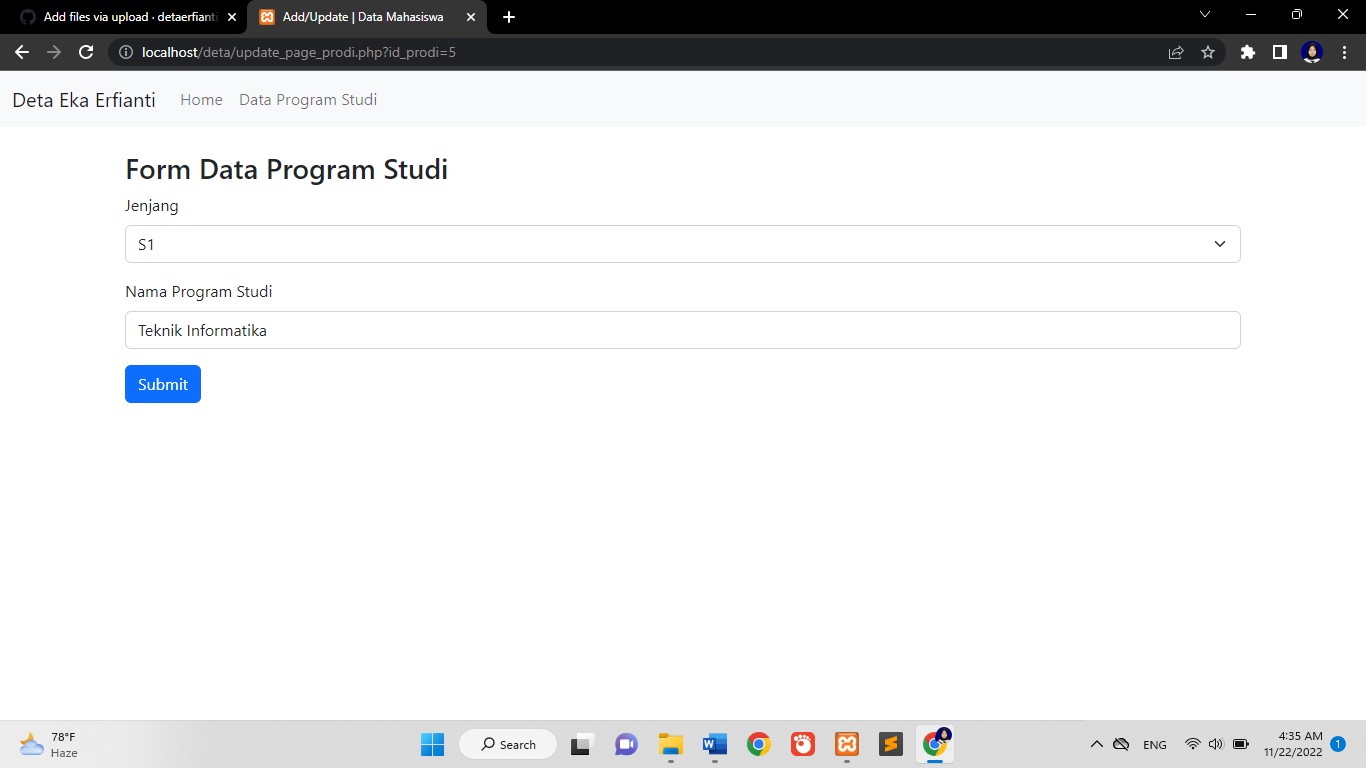 Add files via upload · detaerfianti
Add/Update | Data Mahasiswa
localhost/deta/update_page_prodi.php?id_prodi=5
Deta Eka Erfianti Home Data Program Studi
Form Data Program Studi
Jenjang
S1
Nama Program Studi
Teknik Informatika
Submit
78°F
Haze
Search
ENG
4:35 AM
11/22/2022
1